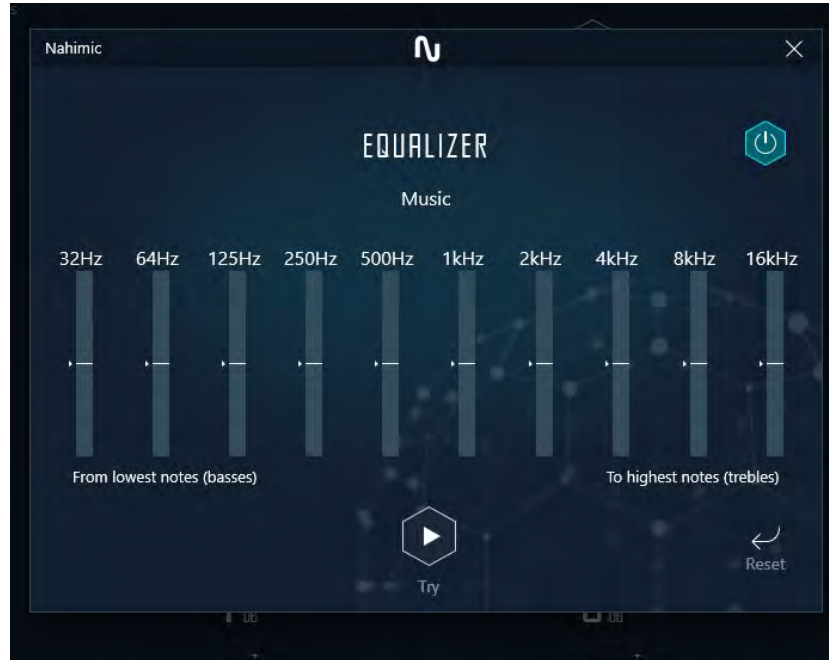 Nahimic
EQUALIZER
Music
32Hz 64Hz 125Hz 250Hz 500Hz 1kHz 2kHz 4kHz 8kHz 16kHz
From lowest notes (basses) To highest notes (trebles)
Try
Reset